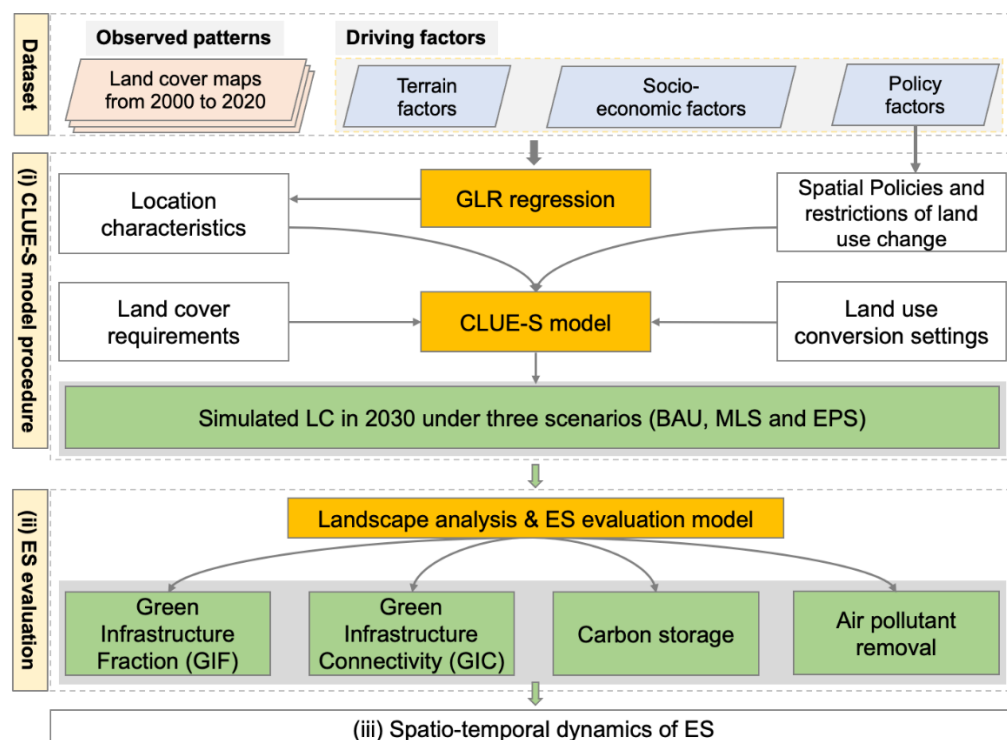 Dataset
Observed patterns
Driving factors
Land cover maps
from 2000 to 2020
Terrain
factors
Socio-
economic factors
Policy
factors
(i) CLUE-S model procedure
Location
characteristics
GLR regression
Spatial Policies and
restrictions of land
use change
Land cover
requirements
CLUE-S model
Land use
conversion settings
Simulated LC in 2030 under three scenarios (BAU, MLS and EPS)
(ii) ES evaluation
Landscape analysis & ES evaluation model
Green
Infrastructure
Fraction (GIF)
Green
Infrastructure
Connectivity (GIC)
Carbon storage
Air pollutant
removal
(iii) Spatio-temporal dynamics of ES